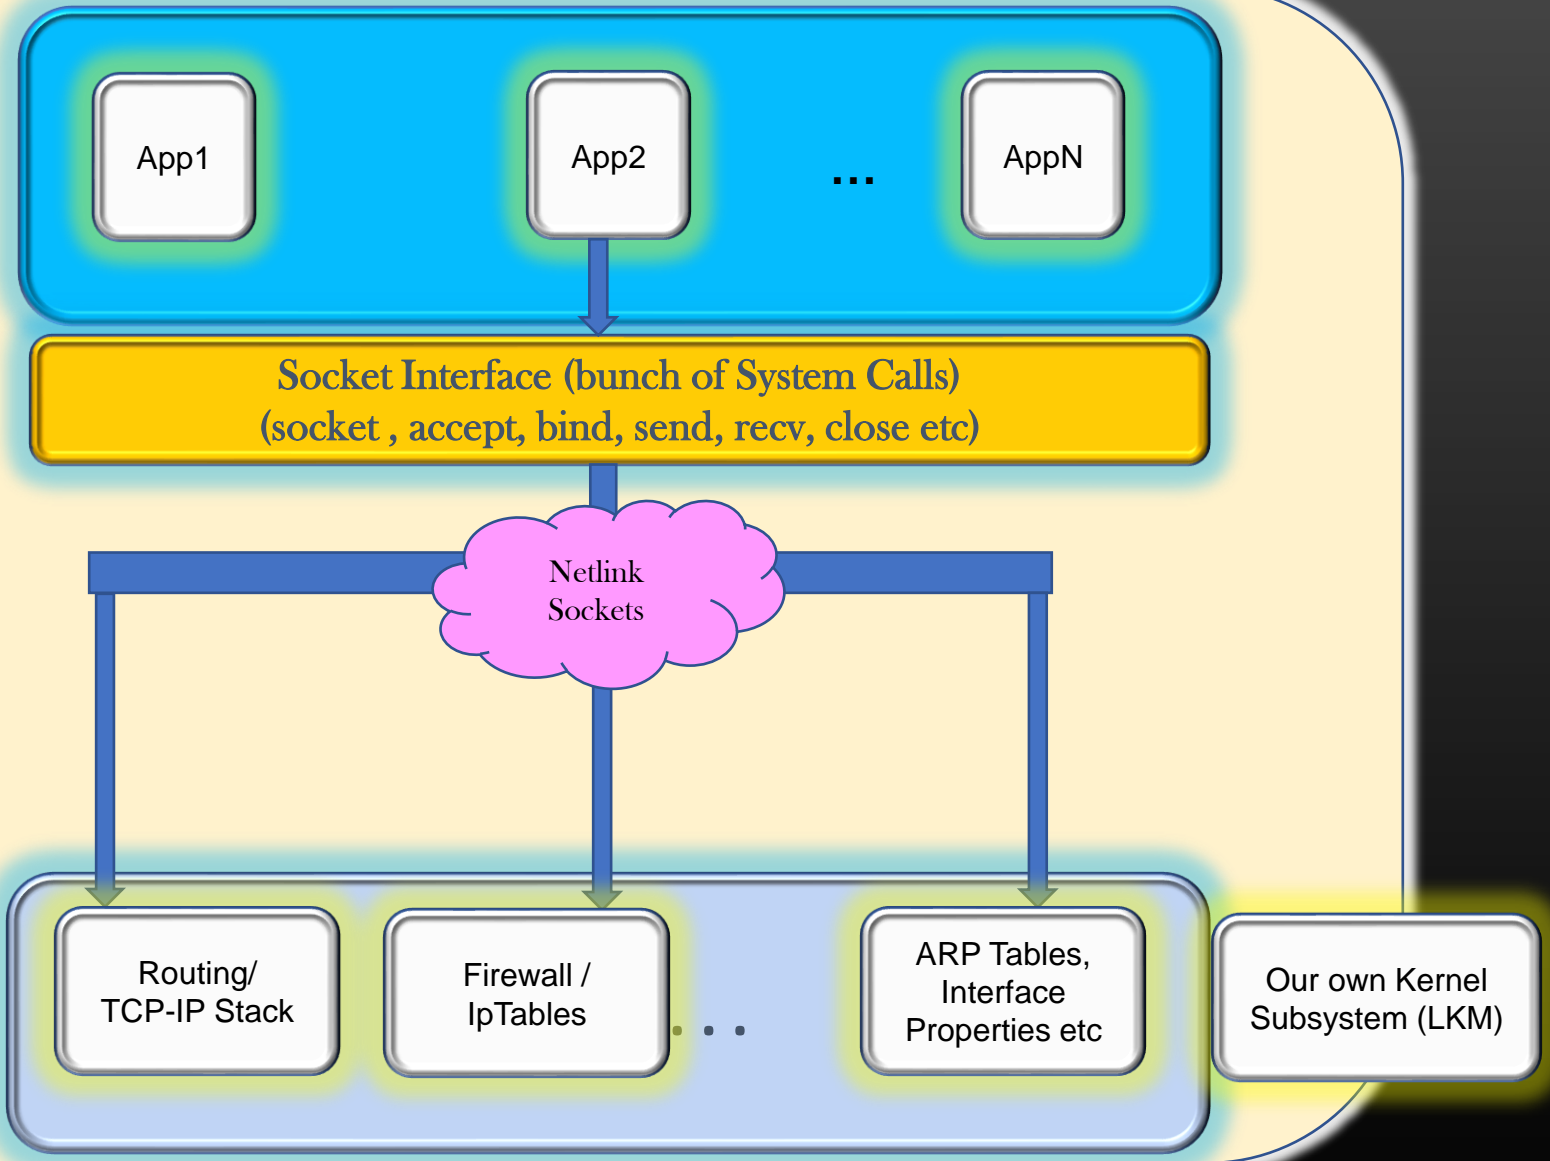 App1
App2
...
AppN
Socket Interface (bunch of System Calls)
(socket , accept, bind, send, recv, close etc)
Netlink
Sockets
Routing/
TCP-IP Stack
Firewall /
IpTables
. . .
ARP Tables,
Interface
Properties etc
Our own Kernel
Subsystem (LKM)